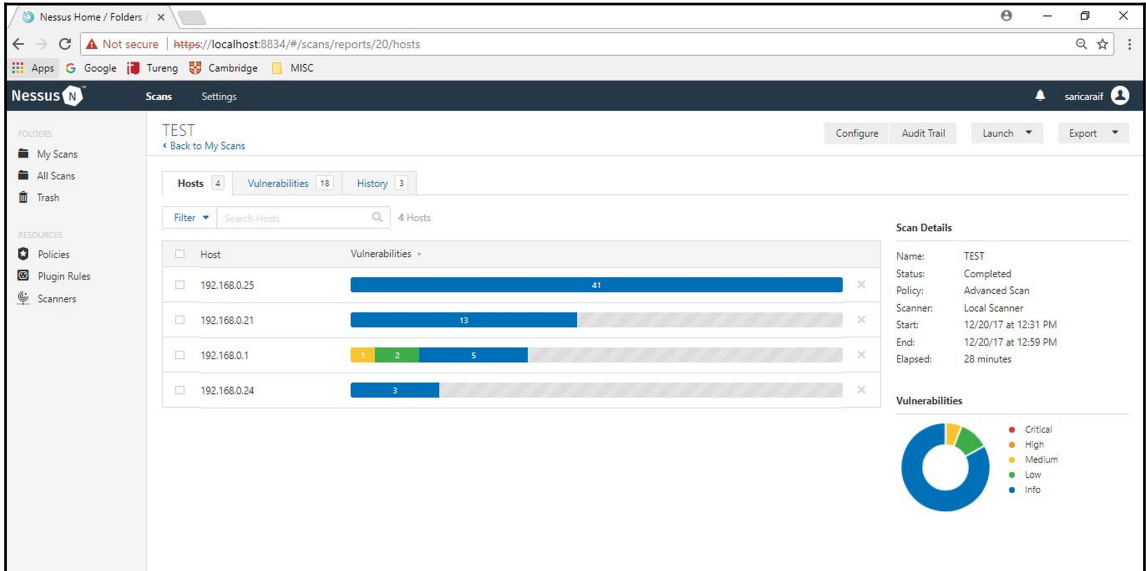 Nessus Home / Folders /
Not secure | https://localhost:8834/#/scans/reports/20/hosts
Apps Google Tureng Cambridge MISC
Nessus N Scans Settings saricaraif
FOLDERS
My Scans
All Scans
Trash
RESOURCES
Policies
Plugin Rules
Scanners
TEST
Back to My Scans
Configure Audit Trail Launch Export
Hosts 4 Vulnerabilities 18 History 3
Filter Search Hosts 4 Hosts
Host Vulnerabilities
192.168.0.25 41
192.168.0.21 13
192.168.0.1 1 2 5
192.168.0.24 3
Scan Details
Name: TEST
Status: Completed
Policy: Advanced Scan
Scanner: Local Scanner
Start: 12/20/17 at 12:31 PM
End: 12/20/17 at 12:59 PM
Elapsed: 28 minutes
Vulnerabilities
Critical
High
Medium
Low
Info